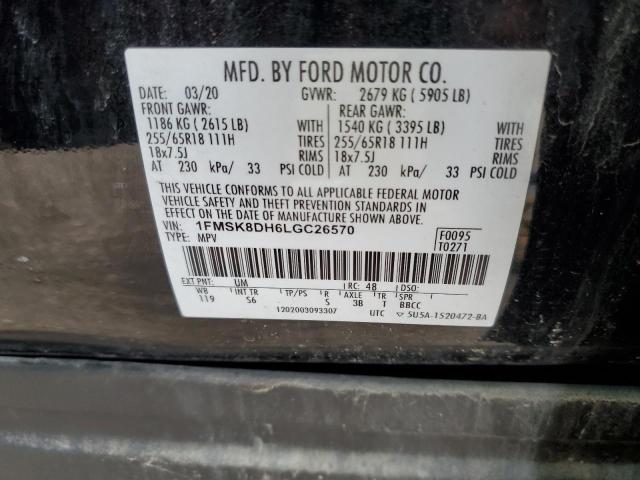 MFD. BY FORD MOTOR CO.
DATE: 03/20 GVWR: 2679 KG ( 5905 LB)
FRONT GAWR: REAR GAWR:
1186 KG ( 2615 LB) WITH 1540 KG ( 3395 LB) WITH
255/65R18 111H TIRES 255/65R18 111H TIRES
18x7.5J RIMS 18x7.5J RIMS
AT 230 kPa/ 33 PSI COLD AT 230 kPa/ 33 PSI COLD
THIS VEHICLE CONFORMS TO ALL APPLICABLE FEDERAL MOTOR
VEHICLE SAFETY AND THEFT PREVENTION STANDARDS IN
EFFECT ON THE DATE OF MANUFACTURE SHOWN ABOVE.
VIN: 1FMSK8DH6LGC26570 F0095
TYPE: MPV T0271
EXT PNT: UM RC: 48 DSO:
WB INT TR TP/PS R AXLE TR SPR
119 S6 S 3B T BBCC
1202003093307 UTC 5U5A-1520472-BA